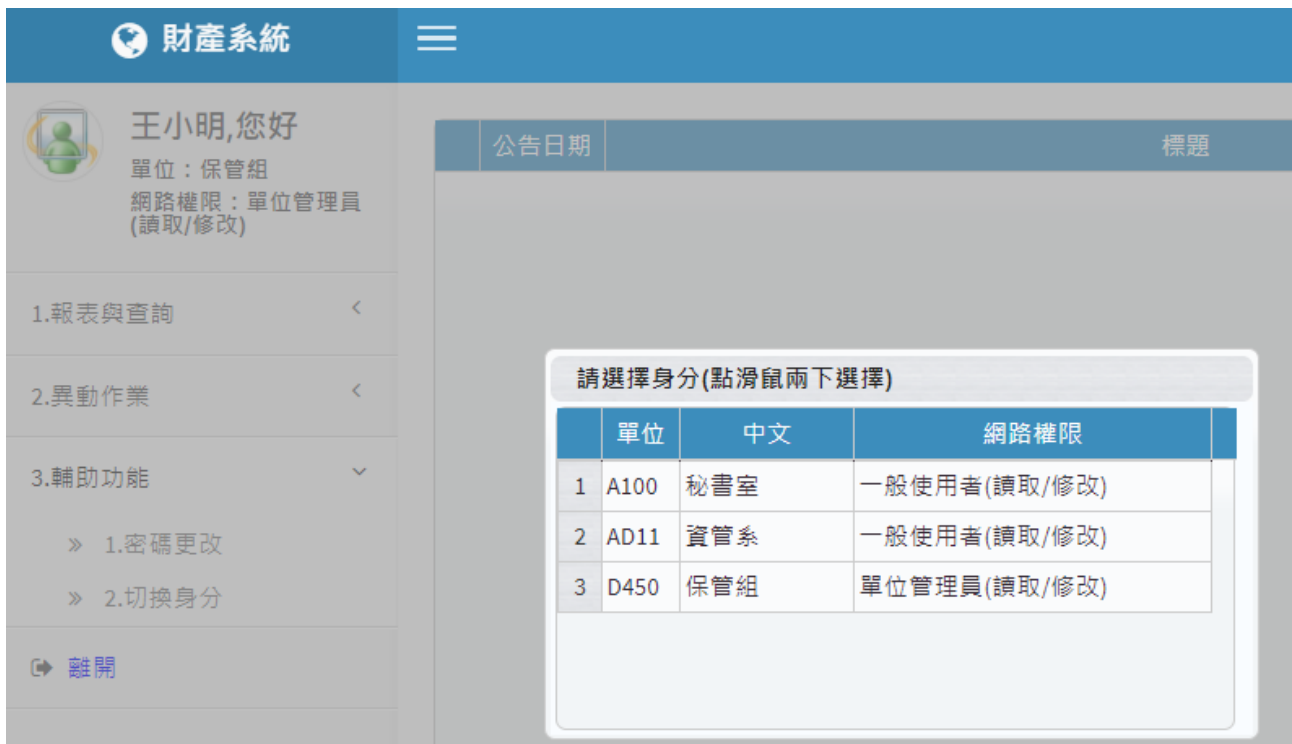 財產系統
王小明,您好
單位：保管組
網路權限：單位管理員
(讀取/修改)
1.報表與查詢
2.異動作業
3.輔助功能
1.密碼更改
2.切換身分
離開
公告日期 標題
請選擇身分(點滑鼠兩下選擇)
單位 中文 網路權限
1 A100 秘書室 一般使用者(讀取/修改)
2 AD11 資管系 一般使用者(讀取/修改)
3 D450 保管組 單位管理員(讀取/修改)